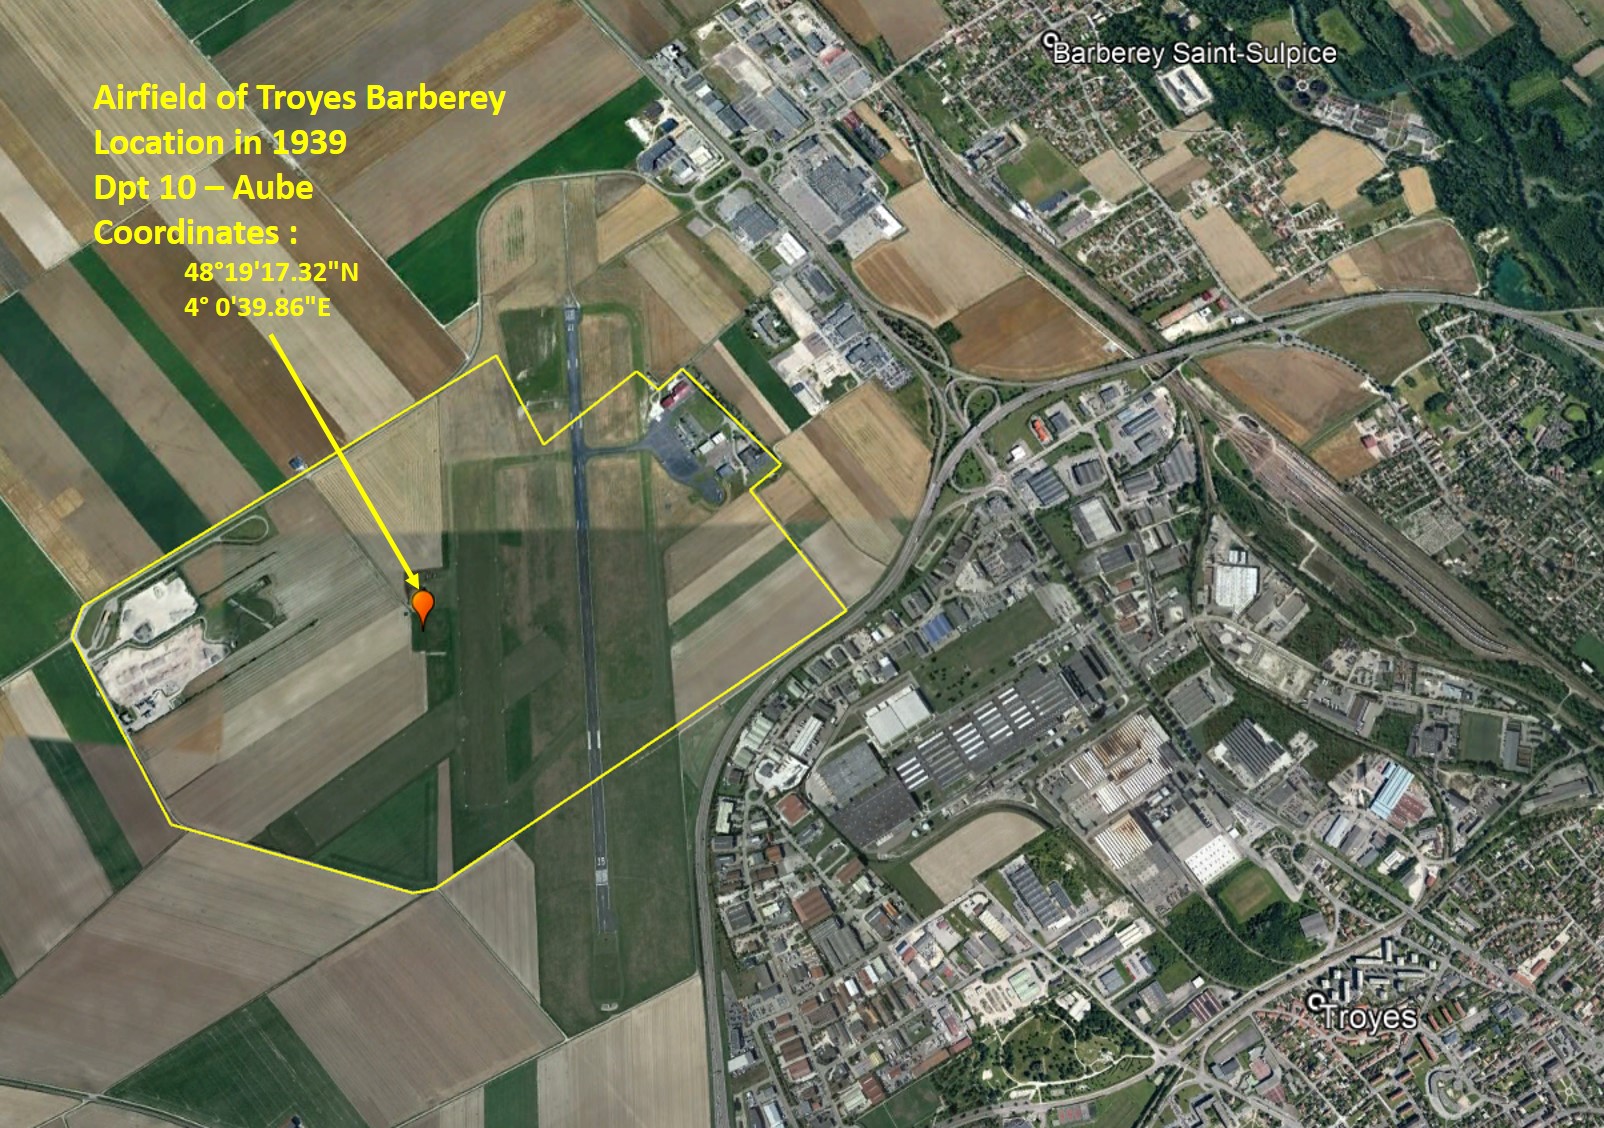 Airfield of Troyes Barberey
Location in 1939
Dpt 10 – Aube
Coordinates :
48°19'17.32"N
4° 0'39.86"E
Barberey Saint-Sulpice
Troyes